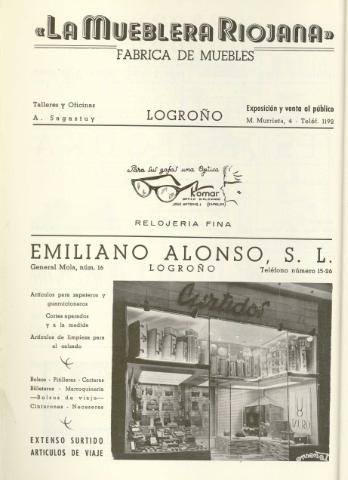 «LA MUEBLERA RIOJANA»
FABRICA DE MUEBLES
Talleres y Oficinas
A. Sagastuy
LOGROÑO
Exposición y venta al público
M. Murrieta, 4 - Teléf. 1192
Para sus gafas una Optica
Komar
RELOJERIA FINA
EMILIANO ALONSO, S. L.
General Mola, núm. 16
LOGROÑO
Teléfono número 15-26
Artículos para zapateros y
guarnicioneros
Cortes aparados
y a la medida
Artículos de limpieza para
el calzado
Bolsos - Pitilleras - Carteras
Billeteros - Marroquinería
—Bolsas de viaje—
Cinturones - Neceseres
EXTENSO SURTIDO
ARTICULOS DE VIAJE
Curtidos